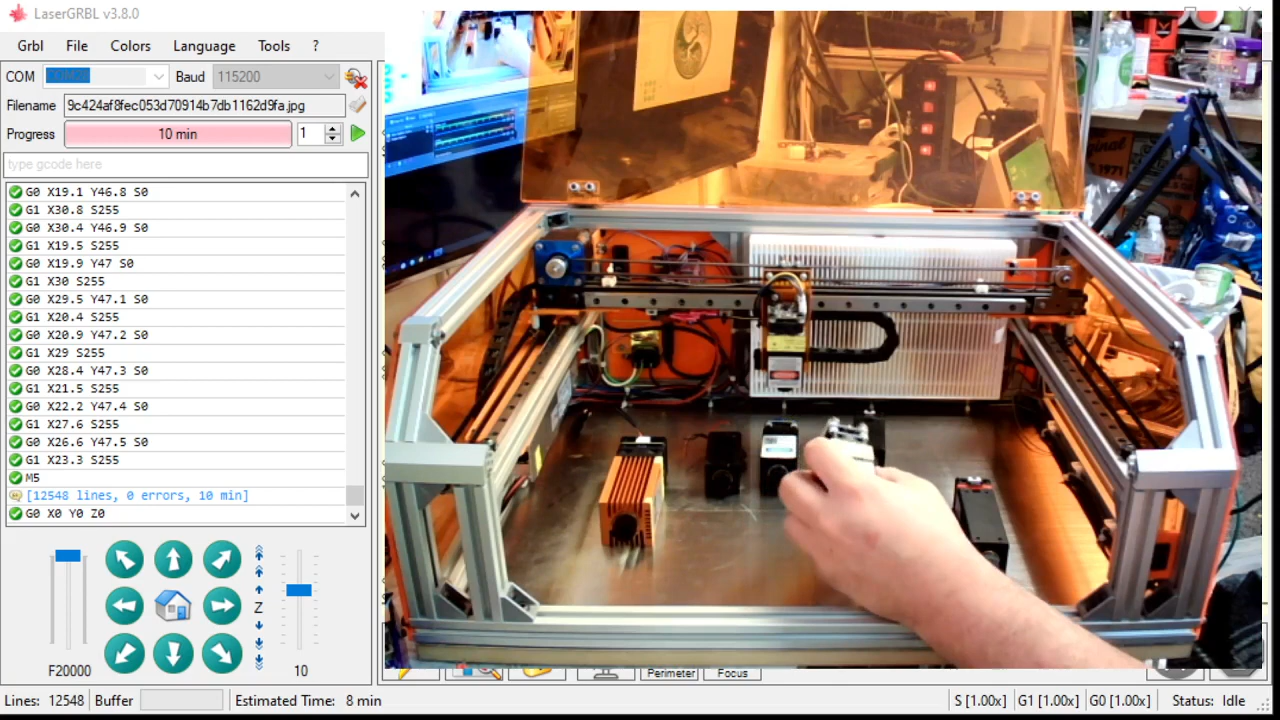 LaserGRBL v3.8.0
Grbl File Colors Language Tools ?
COM Baud 115200
Filename 9c424af8fec053d70914b7db1162d9fa.jpg
Progress 10 min 1
type gcode here
G0 X19.1 Y46.8 S0
G1 X30.8 S255
G0 X30.4 Y46.9 S0
G1 X19.5 S255
G0 X19.9 Y47 S0
G1 X30 S255
G0 X29.5 Y47.1 S0
G1 X20.4 S255
G0 X20.9 Y47.2 S0
G1 X29 S255
G0 X28.4 Y47.3 S0
G1 X21.5 S255
G0 X22.2 Y47.4 S0
G1 X27.6 S255
G0 X26.6 Y47.5 S0
G1 X23.3 S255
M5
[12548 lines, 0 errors, 10 min]
G0 X0 Y0 Z0
Z
F20000 10
Perimeter Focus
Lines: 12548 Buffer Estimated Time: 8 min S [1.00x] G1 [1.00x] G0 [1.00x] Status: Idle